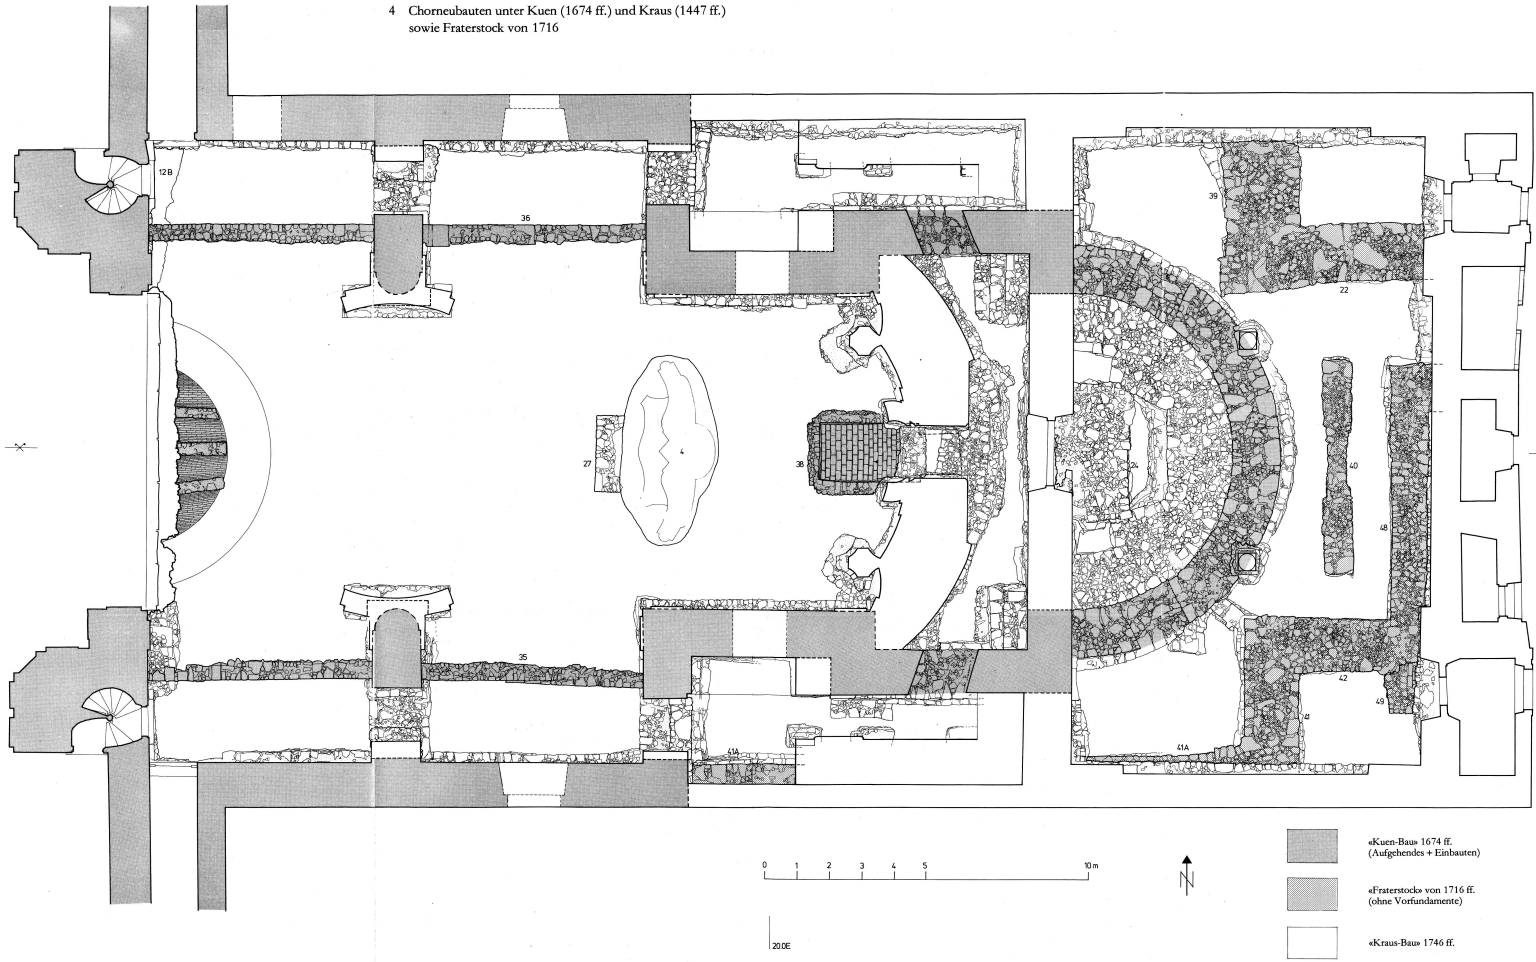 4 Chorneubauten unter Kuen (1674 ff.) und Kraus (1447 ff.)
sowie Fraterstock von 1716
12B
39
36
22
27
4
38
24
40
48
35
42
49
41
41A
41A
0 1 2 3 4 5 10 m
N
20.0E
«Kuen-Bau» 1674 ff.
(Aufgehendes + Einbauten)
«Fraterstock» von 1716 ff.
(ohne Vorfundamente)
«Kraus-Bau» 1746 ff.